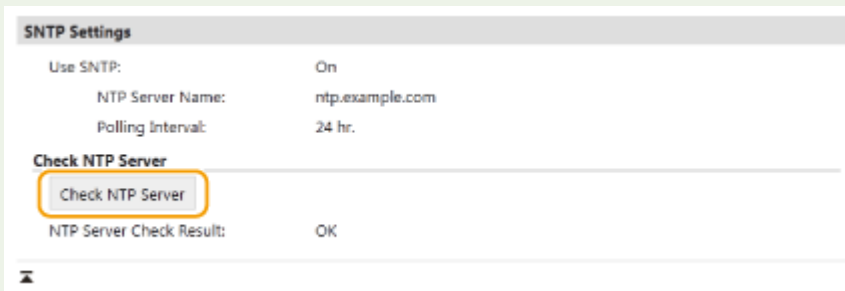 SNTP Settings
Use SNTP: On
NTP Server Name: ntp.example.com
Polling Interval: 24 hr.
Check NTP Server
Check NTP Server
NTP Server Check Result: OK